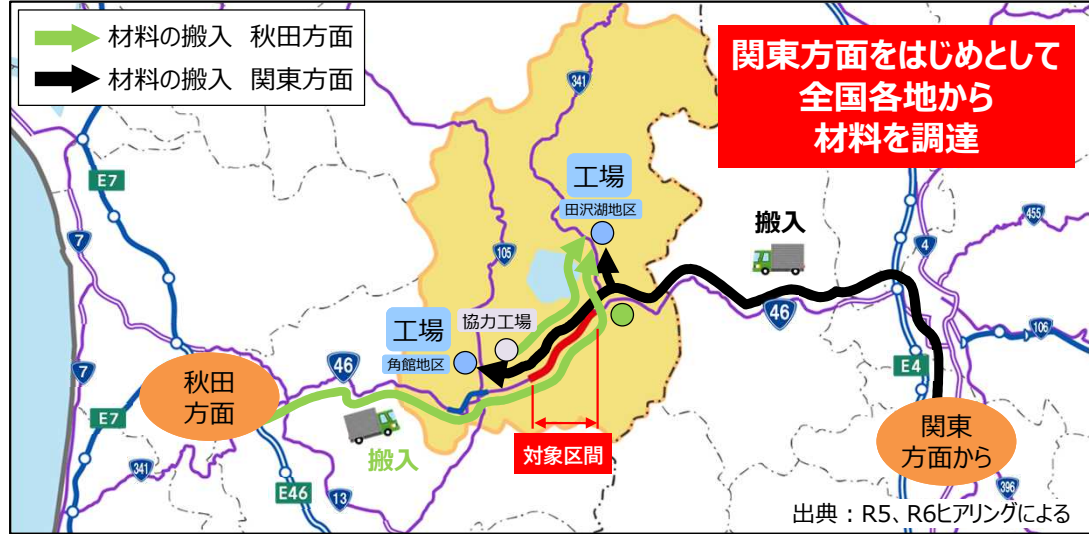 材料の搬入 秋田方面
材料の搬入 関東方面
関東方面をはじめとして
全国各地から
材料を調達
341
工場
田沢湖地区
E7
7
105
455
4
搬入
46
106
工場
角館地区
協力工場
46
7
秋田
方面
E4
関東
方面から
E7
搬入
対象区間
341
E46
13
396
出典：R5、R6ヒアリングによる